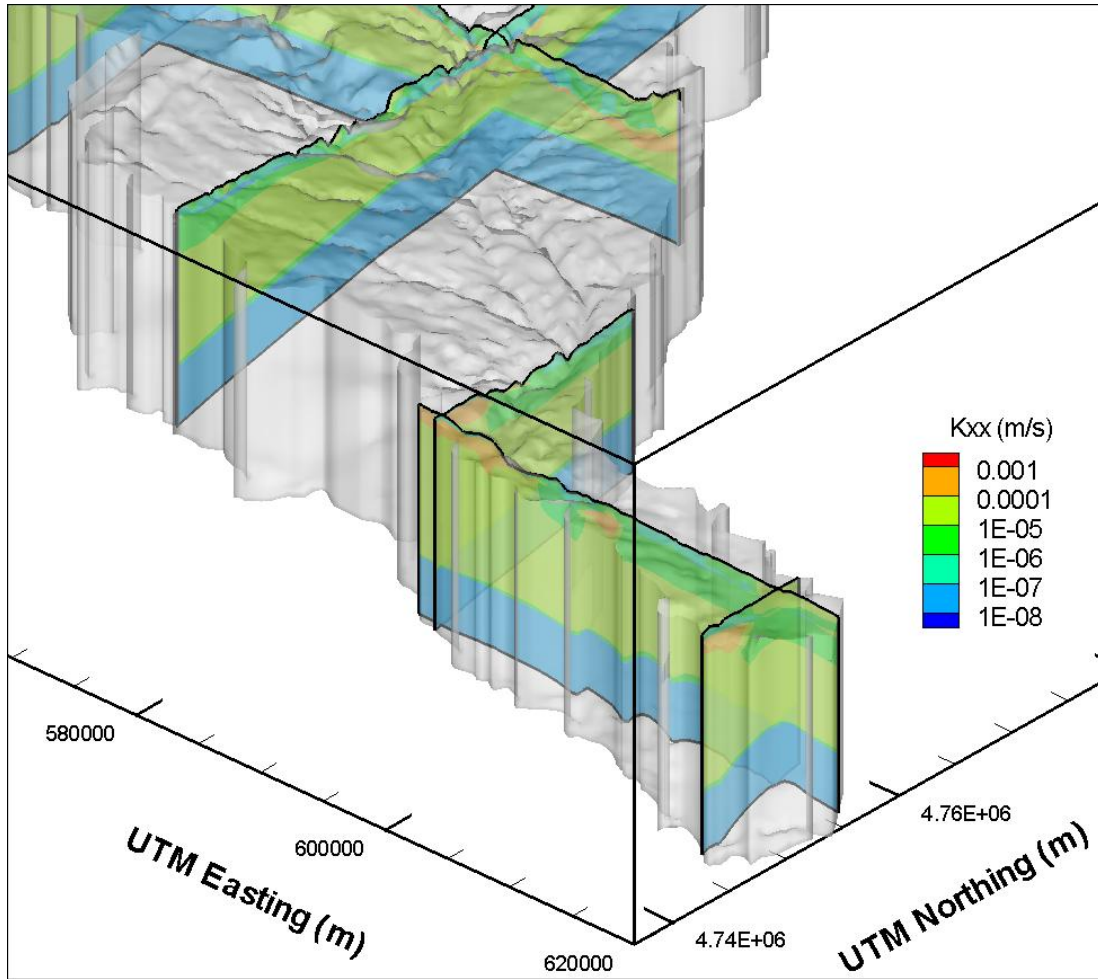 Kxx (m/s)
0.001
0.0001
1E-05
1E-06
1E-07
1E-08
580000
600000
620000
UTM Easting (m)
4.74E+06
4.76E+06
UTM Northing (m)